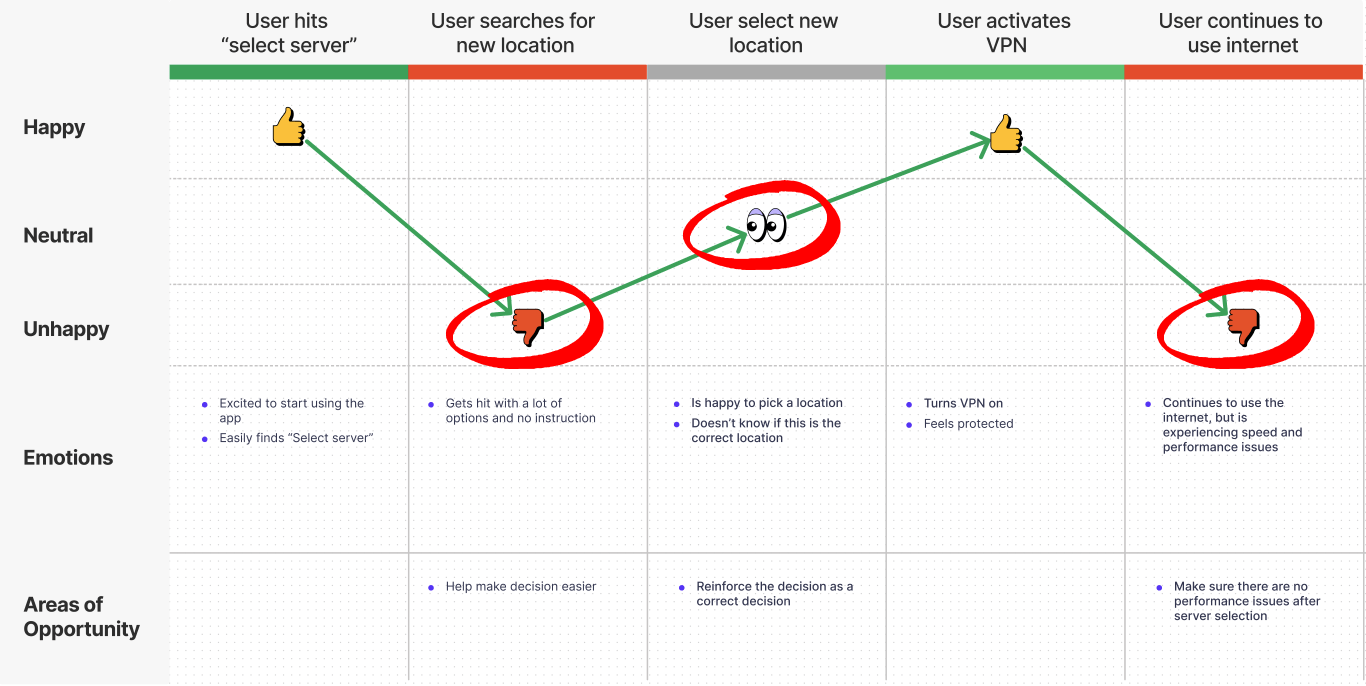 User hits
“select server”
User searches for
new location
User select new
location
User activates
VPN
User continues to
use internet
Happy
Neutral
Unhappy
Emotions
Excited to start using the
app
Easily finds “Select server”
Gets hit with a lot of
options and no instruction
Is happy to pick a location
Doesn’t know if this is the
correct location
Turns VPN on
Feels protected
Continues to use the
internet, but is
experiencing speed and
performance issues
Areas of
Opportunity
Help make decision easier
Reinforce the decision as a
correct decision
Make sure there are no
performance issues after
server selection